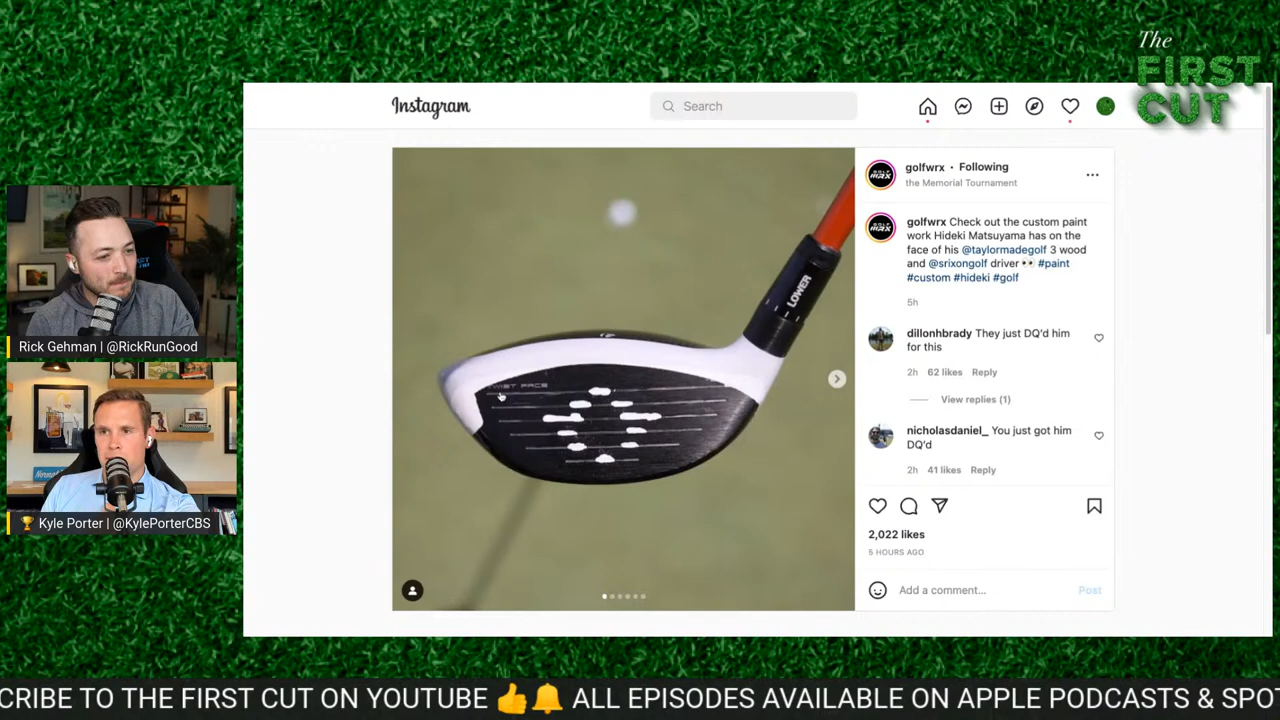 The
FIRST
CUT
Instagram
Search
golfwrx • Following
the Memorial Tournament
golfwrx Check out the custom paint
work Hideki Matsuyama has on the
face of his @taylormadegolf 3 wood
and @srixongolf driver 👀 #paint
#custom #hideki #golf
5h
dillonhbrady They just DQ'd him
for this
2h 62 likes Reply
View replies (1)
nicholasdaniel_ You just got him
DQ'd
2h 41 likes Reply
2,022 likes
5 HOURS AGO
Add a comment... Post
LOWER
TWIST FACE
Rick Gehman | @RickRunGood
🏆 Kyle Porter | @KylePorterCBS
CRIBE TO THE FIRST CUT ON YOUTUBE 👍🔔 ALL EPISODES AVAILABLE ON APPLE PODCASTS & SPO